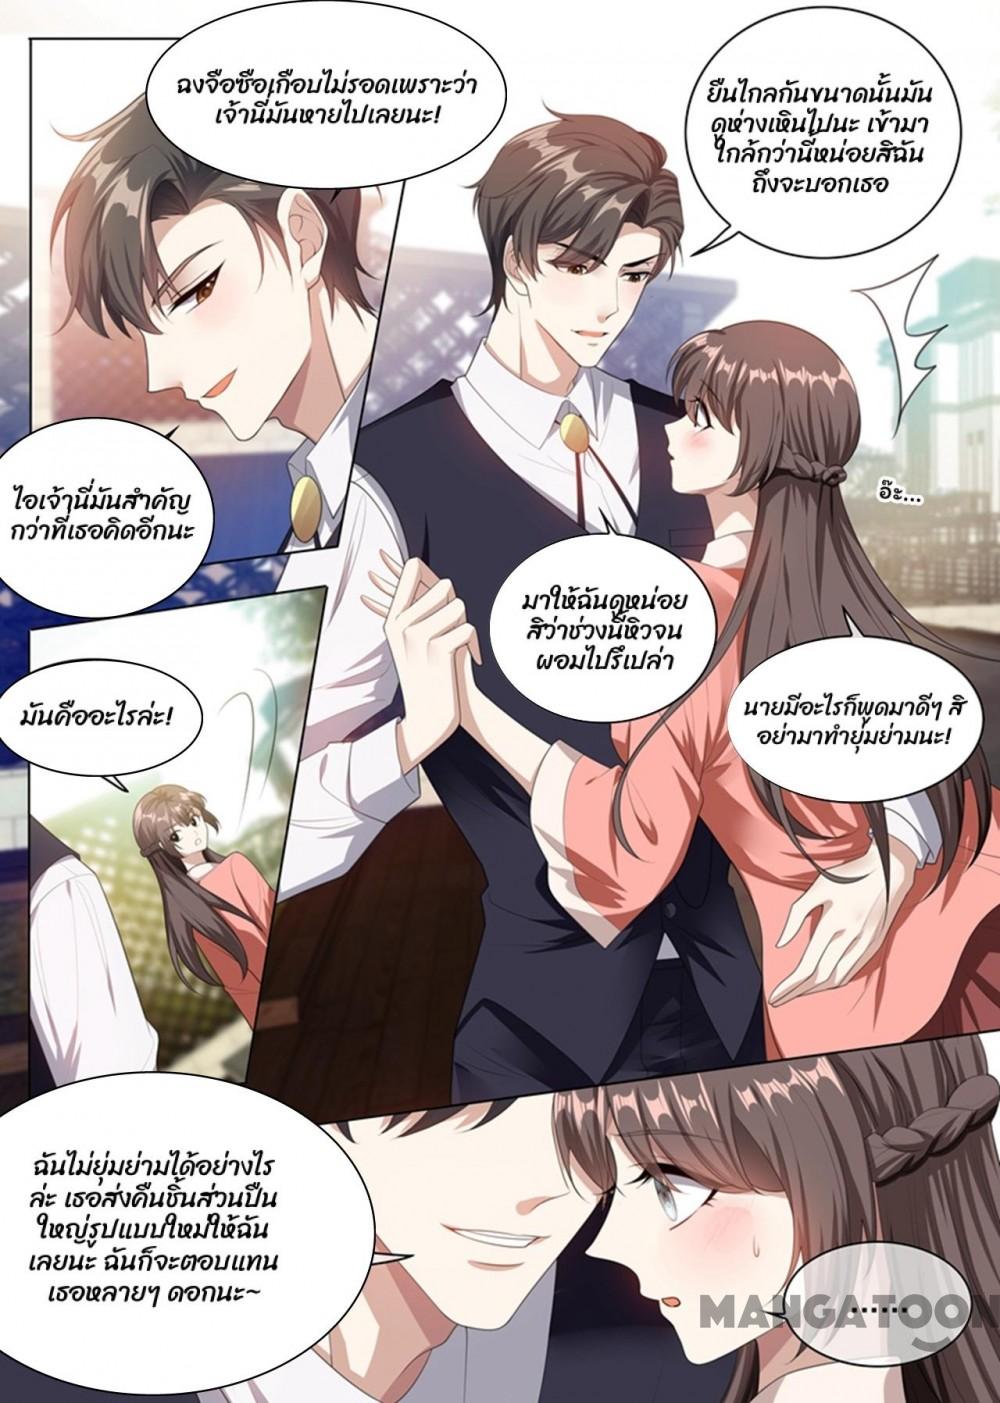 ฉงจือซือเกือบไม่รอดเพราะว่า
เจ้านี่มันหายไปเลยนะ!
ไอเจ้านี่มันสำคัญ
กว่าที่เธอคิดอีกนะ
มันคืออะไรล่ะ!
ยืนไกลกันขนาดนั้นมัน
ดูห่างเหินไปนะ เข้ามา
ใกล้กว่านี้หน่อยสิฉัน
ถึงจะบอกเธอ
อ๊ะ...
มาให้ฉันดูหน่อย
สิว่าช่วงนี้หิวจน
ผอมไปรึเปล่า
นายมีอะไรก็พูดมาดีๆ สิ
อย่ามาทำยุ่มย่ามนะ!
ฉันไม่ยุ่มย่ามได้อย่างไร
ล่ะ เธอส่งคืนชิ้นส่วนปืน
ใหญ่รูปแบบใหม่ให้ฉัน
เลยนะ ฉันก็จะตอบแทน
เธอหลายๆ ดอกนะ~
.......
MANGATOON